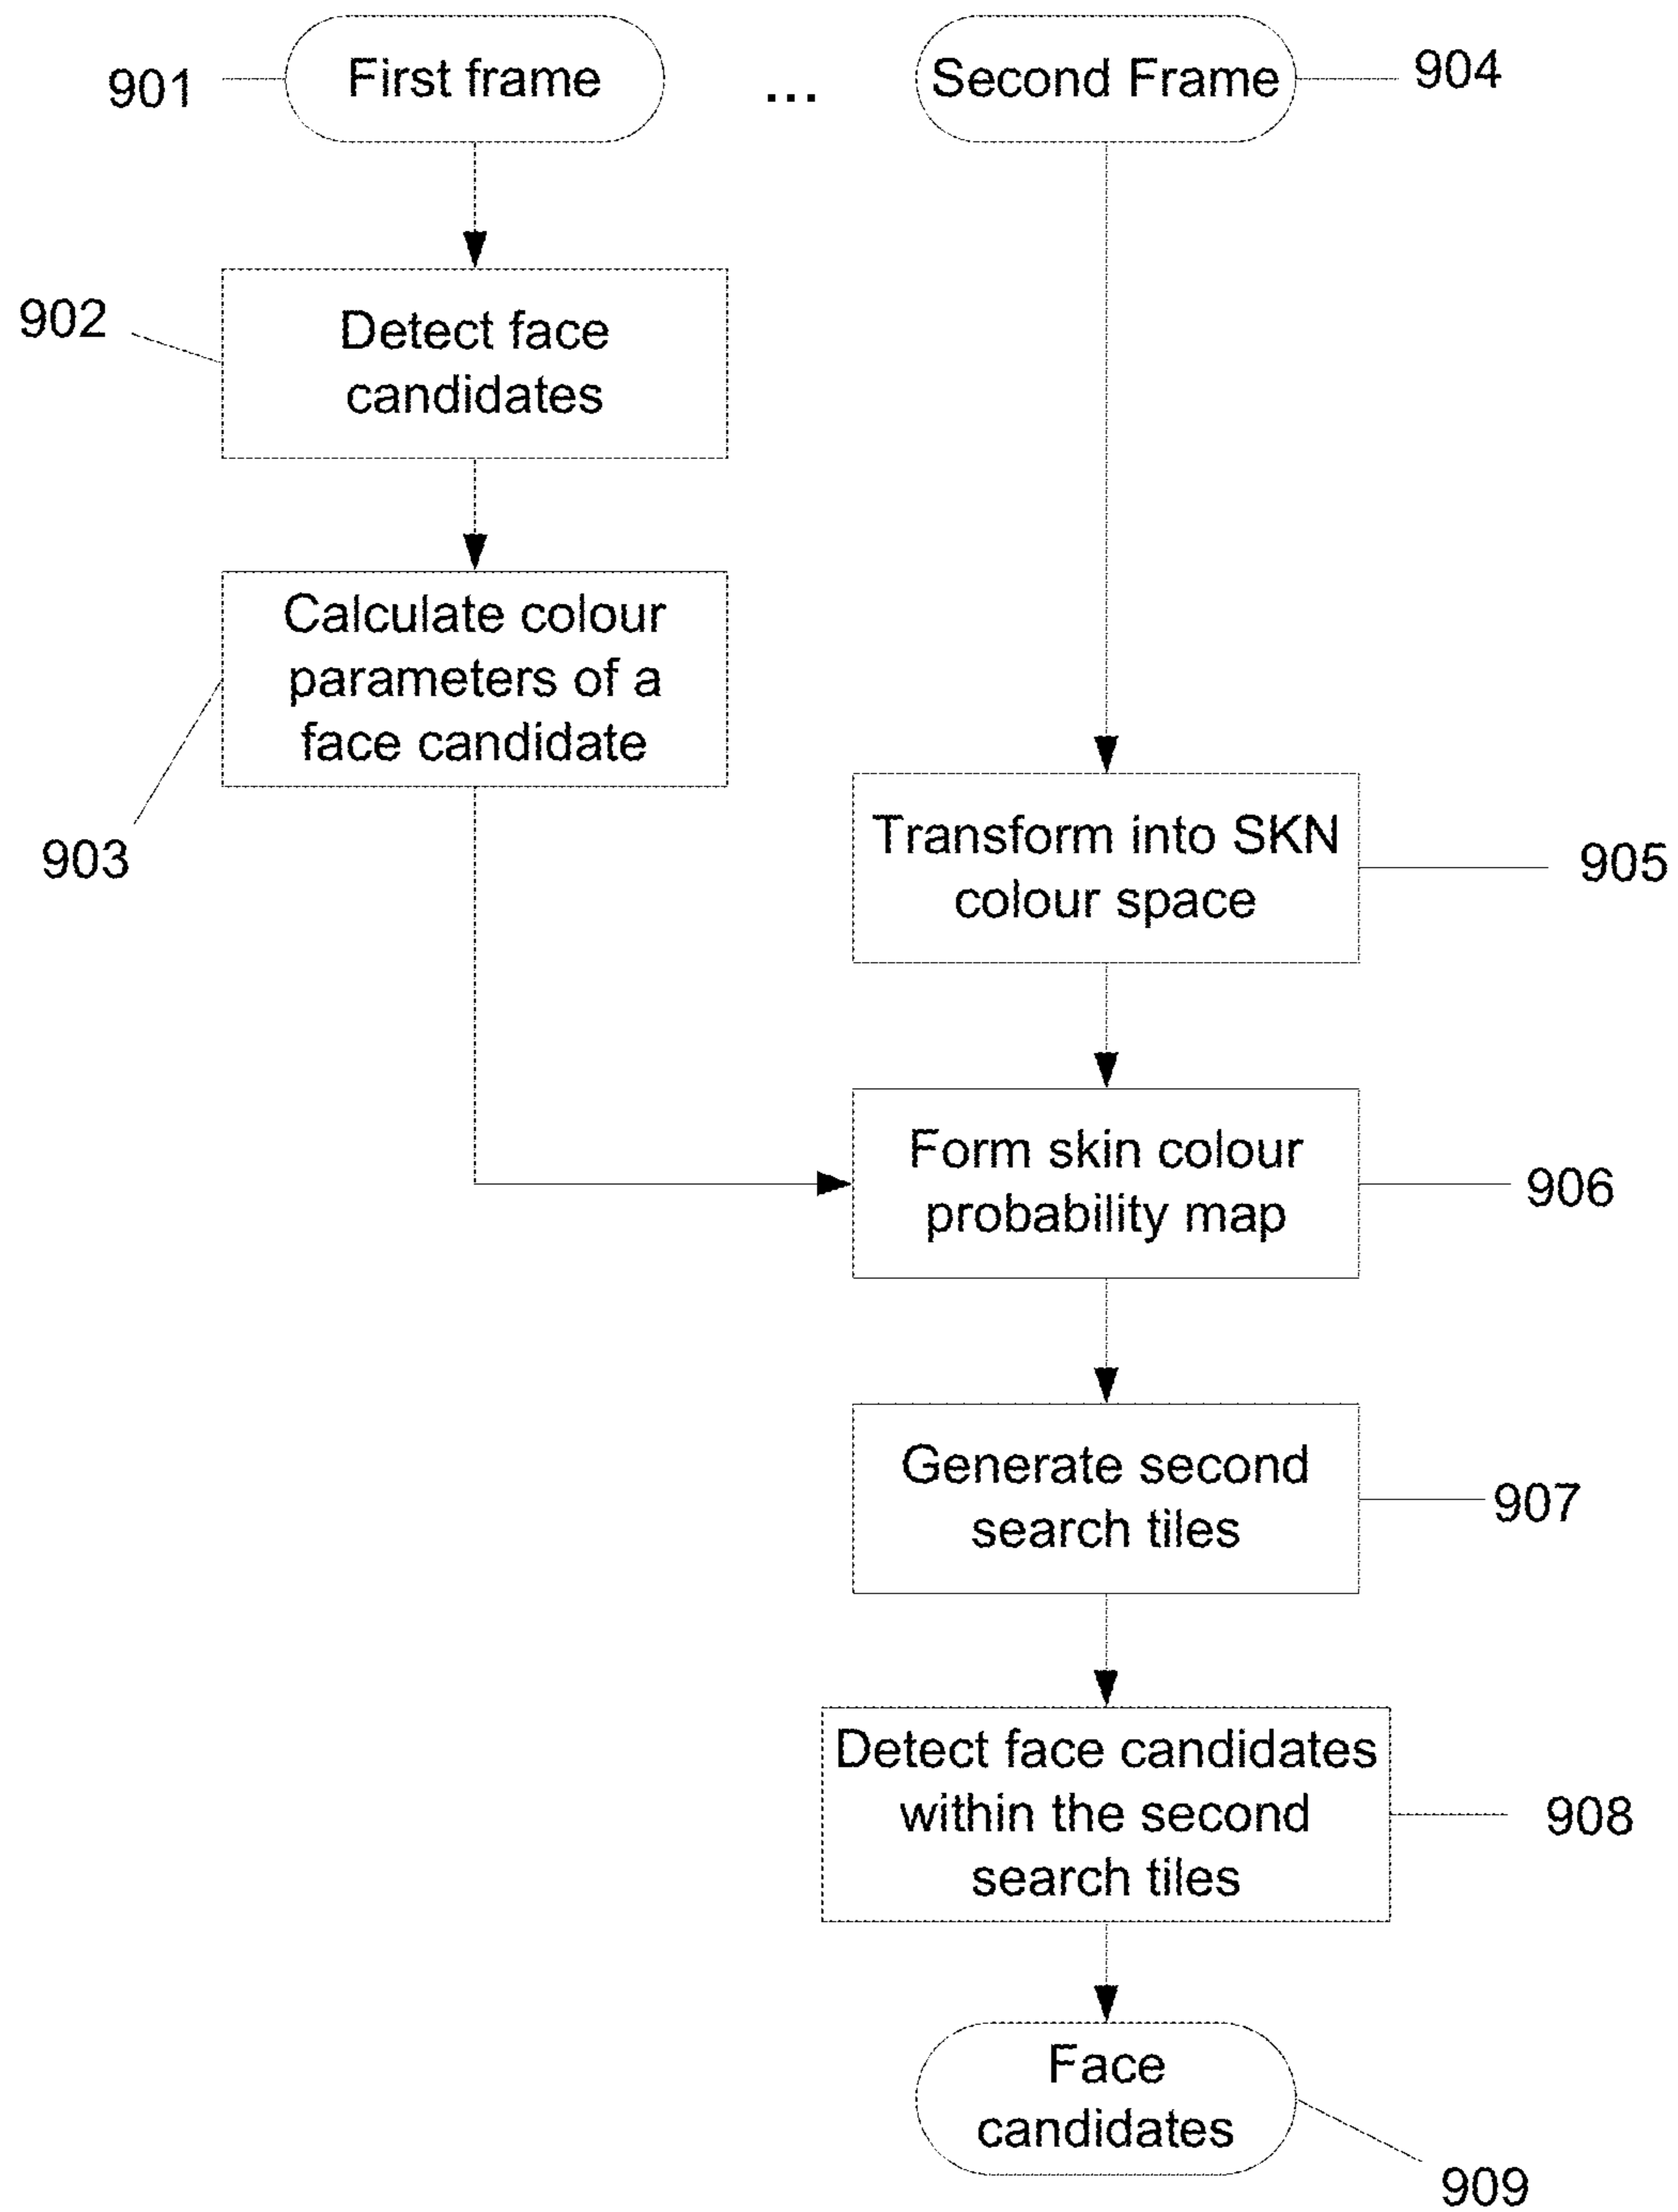 901
First frame
...
Second Frame
904
902
Detect face
candidates
903
Calculate colour
parameters of a
face candidate
Transform into SKN
colour space
905
Form skin colour
probability map
906
Generate second
search tiles
907
Detect face candidates
within the second
search tiles
908
Face
candidates
909